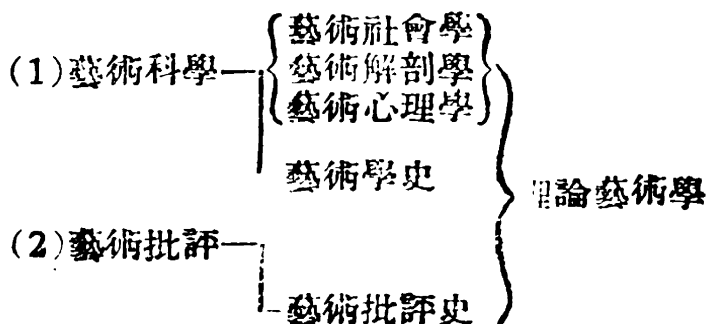 藝術社會學
(1)藝術科學
藝術解剖學
藝術心理學
藝術學史
理論藝術學
(2)藝術批評
藝術批評史